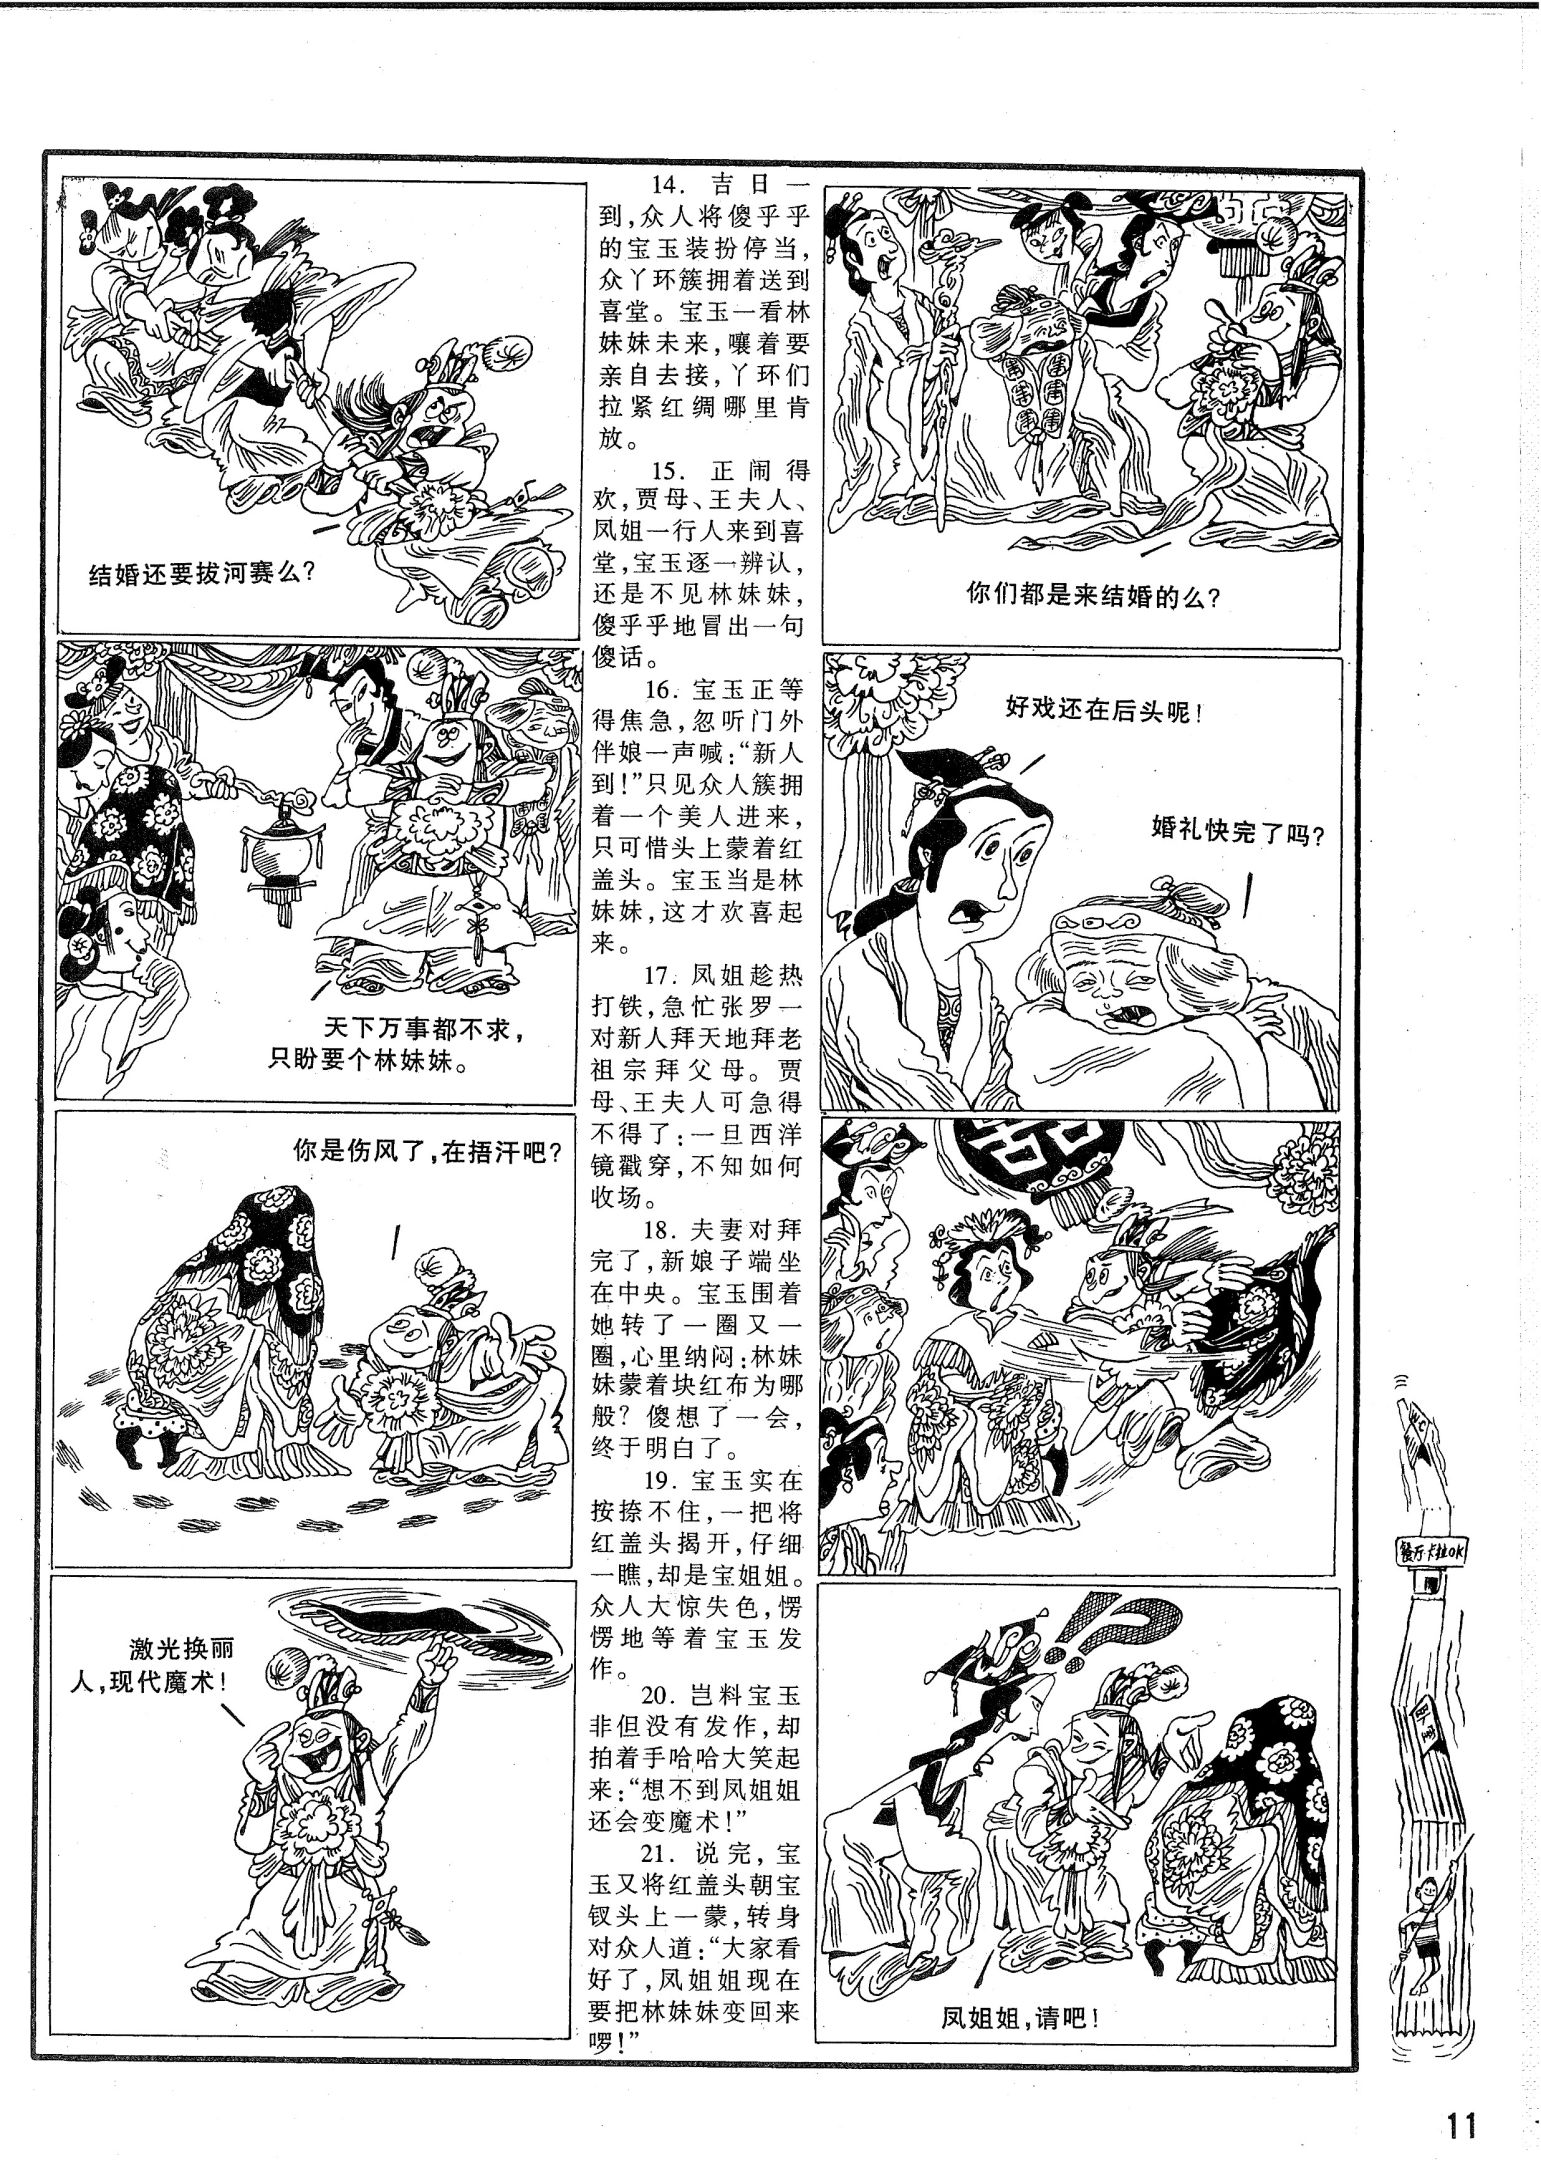 14. 吉日一
到，众人将傻乎乎
的宝玉装扮停当，
众丫环簇拥着送到
喜堂。宝玉一看林
妹妹未来，嚷着要
亲自去接，丫环们
拉紧红绸哪里肯
放。
15. 正闹得
欢，贾母、王夫人、
凤姐一行人来到喜
堂，宝玉逐一辨认，
还是不见林妹妹，
傻乎乎地冒出一句
傻话。
16. 宝玉正等
得焦急，忽听门外
伴娘一声喊：“新人
到！”只见众人簇拥
着一个美人进来，
只可惜头上蒙着红
盖头。宝玉当是林
妹妹，这才欢喜起
来。
17. 凤姐趁热
打铁，急忙张罗一
对新人拜天地拜老
祖宗拜父母。贾
母、王夫人可急得
不得了：一旦西洋
镜戳穿，不知如何
收场。
18. 夫妻对拜
完了，新娘子端坐
在中央。宝玉围着
她转了一圈又一
圈，心里纳闷：林妹
妹蒙着块红布为哪
般？傻想了一会，
终于明白了。
19. 宝玉实在
按捺不住，一把将
红盖头揭开，仔细
一瞧，却是宝姐姐。
众人大惊失色，愣
愣地等着宝玉发
作。
20. 岂料宝玉
非但没有发作，却
拍着手哈哈大笑起
来：“想不到凤姐姐
还会变魔术！”
21. 说完，宝
玉又将红盖头朝宝
钗头上一蒙，转身
对众人道：“大家看
好了，凤姐姐现在
要把林妹妹变回来
啰！”
结婚还要拔河赛么？
你们都是来结婚的么？
天下万事都不求，
只盼要个林妹妹。
好戏还在后头呢！
婚礼快完了吗？
你是伤风了，在捂汗吧？
囍
激光换丽
人，现代魔术！
!?
凤姐姐，请吧！
餐厅卡拉OK
11